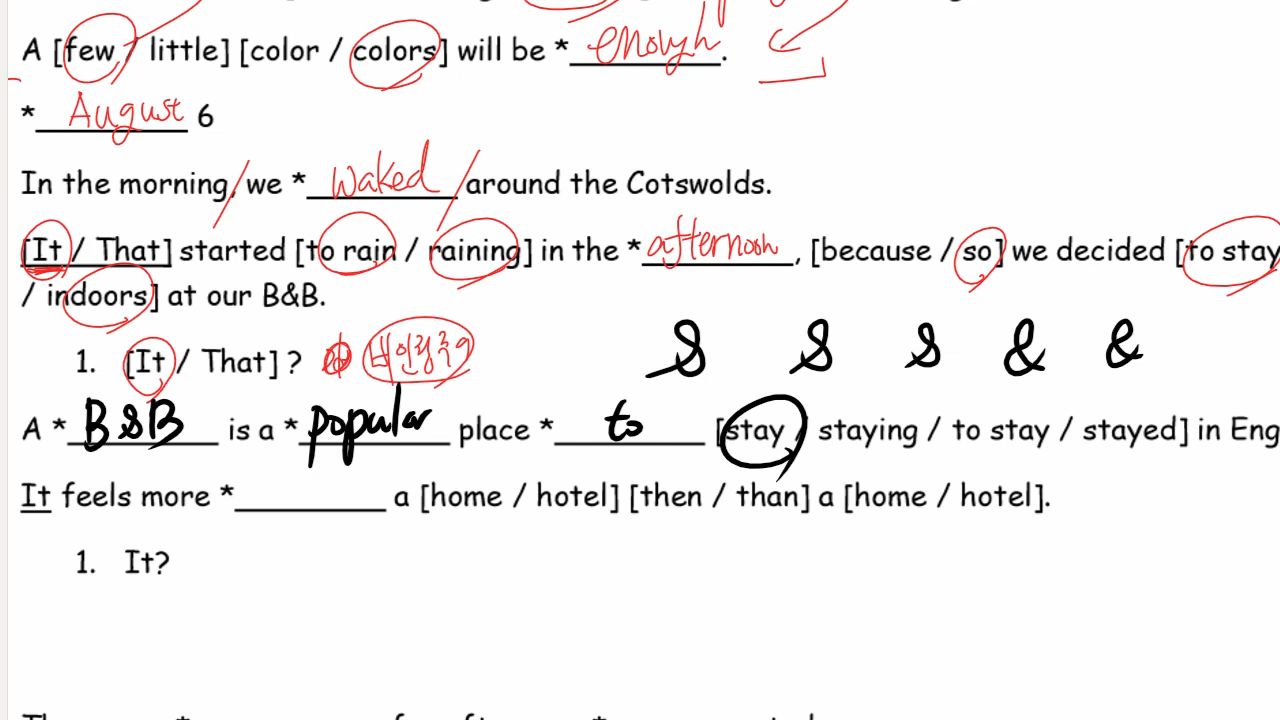 A [few / little] [color / colors] will be * enough.
* August 6
In the morning, we * waked around the Cotswolds.
[It / That] started [to rain / raining] in the * afternoon, [because / so] we decided [to stay
/ indoors] at our B&B.
1. [It / That] ? 비인칭주어
& & & & &
A * B&B is a * popular place * to [stay / staying / to stay / stayed] in Eng
It feels more * a [home / hotel] [then / than] a [home / hotel].
1. It?